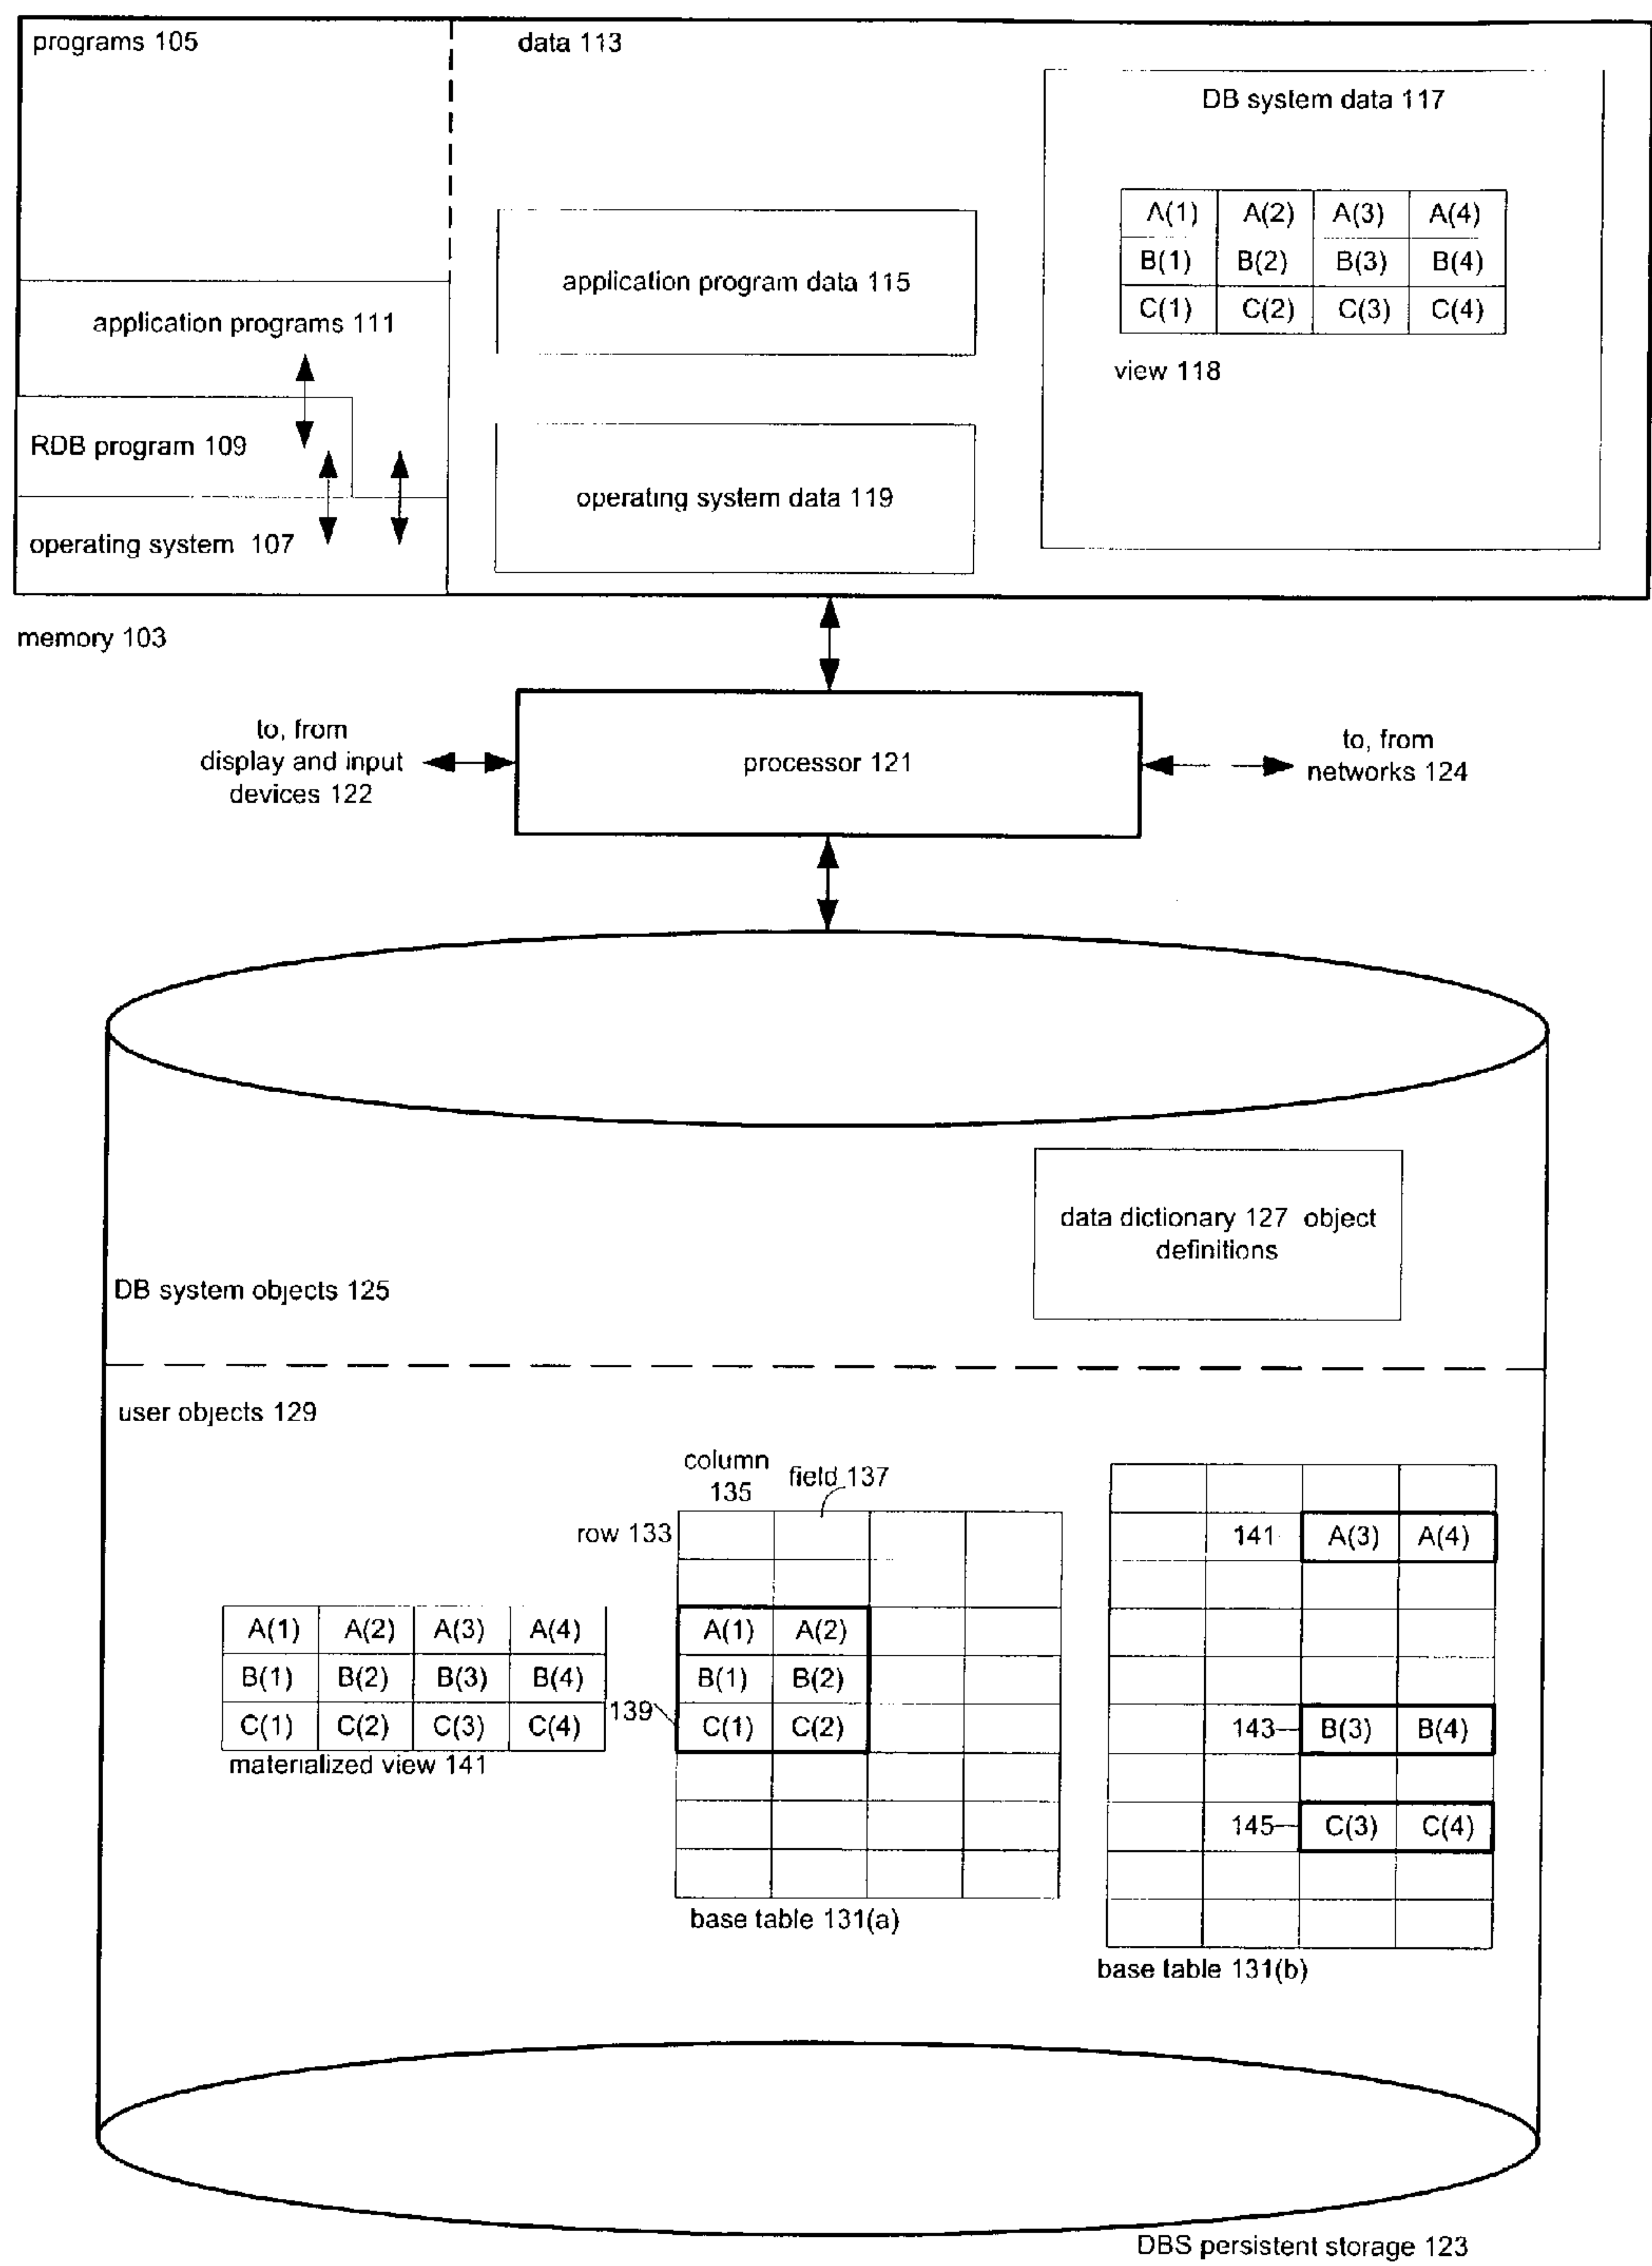 programs 105
data 113
DB system data 117
A(1) A(2) A(3) A(4)
B(1) B(2) B(3) B(4)
C(1) C(2) C(3) C(4)
view 118
application program data 115
application programs 111
RDB program 109
operating system data 119
operating system 107
memory 103
to, from
display and input
devices 122
processor 121
to, from
networks 124
data dictionary 127 object
definitions
DB system objects 125
user objects 129
column
135
field 137
row 133
A(1) A(2) A(3) A(4)
B(1) B(2) B(3) B(4)
C(1) C(2) C(3) C(4)
materialized view 141
139
A(1) A(2)
B(1) B(2)
C(1) C(2)
base table 131(a)
141 A(3) A(4)
143 B(3) B(4)
145 C(3) C(4)
base table 131(b)
DBS persistent storage 123